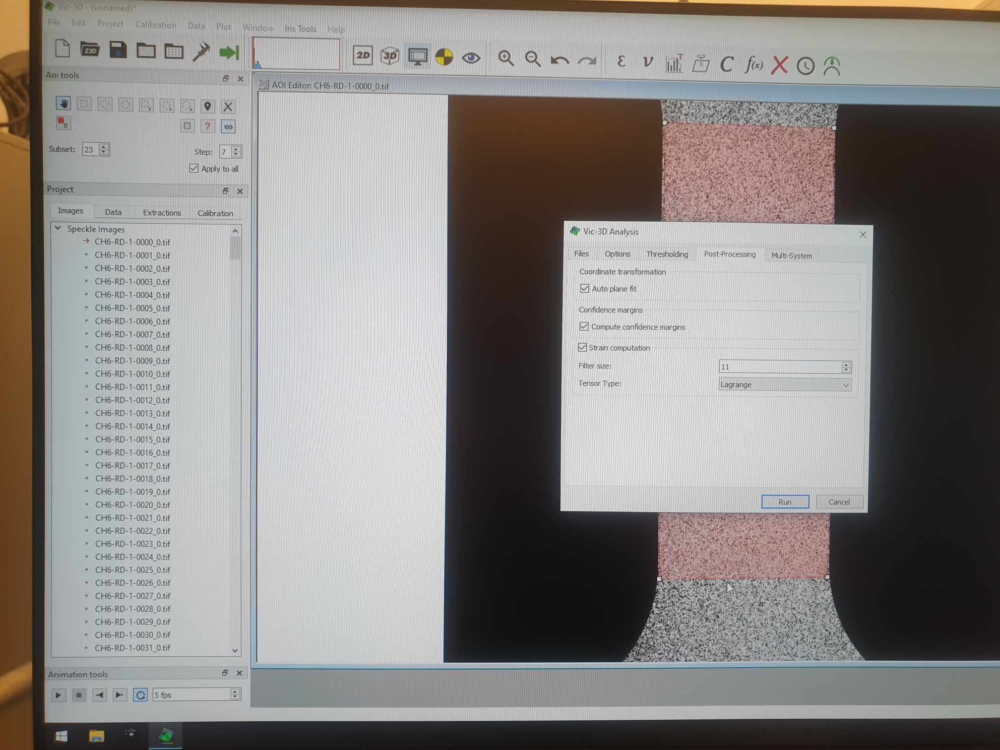 Vic-3D - (unnamed)*
File Edit Project Calibration Data Plot Window Iris Tools Help
Z3D 2D 3D ε ν T C f(x)
Aoi tools
?
Subset: 23 Step: 7
Apply to all
Project
Images Data Extractions Calibration
Speckle Images
CH6-RD-1-0000_0.tif
CH6-RD-1-0001_0.tif
CH6-RD-1-0002_0.tif
CH6-RD-1-0003_0.tif
CH6-RD-1-0004_0.tif
CH6-RD-1-0005_0.tif
CH6-RD-1-0006_0.tif
CH6-RD-1-0007_0.tif
CH6-RD-1-0008_0.tif
CH6-RD-1-0009_0.tif
CH6-RD-1-0010_0.tif
CH6-RD-1-0011_0.tif
CH6-RD-1-0012_0.tif
CH6-RD-1-0013_0.tif
CH6-RD-1-0014_0.tif
CH6-RD-1-0015_0.tif
CH6-RD-1-0016_0.tif
CH6-RD-1-0017_0.tif
CH6-RD-1-0018_0.tif
CH6-RD-1-0019_0.tif
CH6-RD-1-0020_0.tif
CH6-RD-1-0021_0.tif
CH6-RD-1-0022_0.tif
CH6-RD-1-0023_0.tif
CH6-RD-1-0024_0.tif
CH6-RD-1-0025_0.tif
CH6-RD-1-0026_0.tif
CH6-RD-1-0027_0.tif
CH6-RD-1-0028_0.tif
CH6-RD-1-0029_0.tif
CH6-RD-1-0030_0.tif
CH6-RD-1-0031_0.tif
Animation tools
5 fps
AOI Editor: CH6-RD-1-0000_0.tif
Vic-3D Analysis
Files Options Thresholding Post-Processing Multi-System
Coordinate transformation
Auto plane fit
Confidence margins
Compute confidence margins
Strain computation
Filter size: 11
Tensor Type: Lagrange
Run Cancel